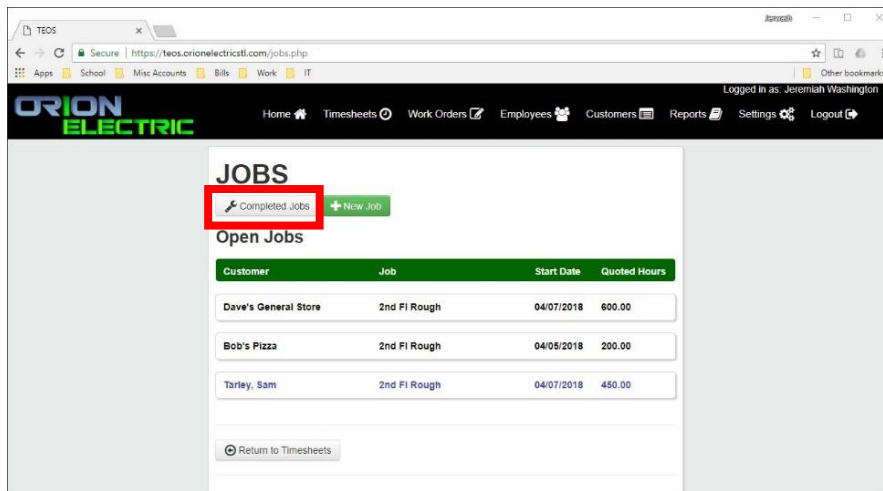 Jeremiah
TEOS
Secure | https://teos.orionelectricstl.com/jobs.php
Apps School Misc Accounts Bills Work IT Other bookmarks
Logged in as: Jeremiah Washington
ORION
ELECTRIC
Home Timesheets Work Orders Employees Customers Reports Settings Logout
JOBS
Completed Jobs New Job
Open Jobs
Customer Job Start Date Quoted Hours
Dave's General Store 2nd Fl Rough 04/07/2018 600.00
Bob's Pizza 2nd Fl Rough 04/05/2018 200.00
Tarley, Sam 2nd Fl Rough 04/07/2018 450.00
Return to Timesheets